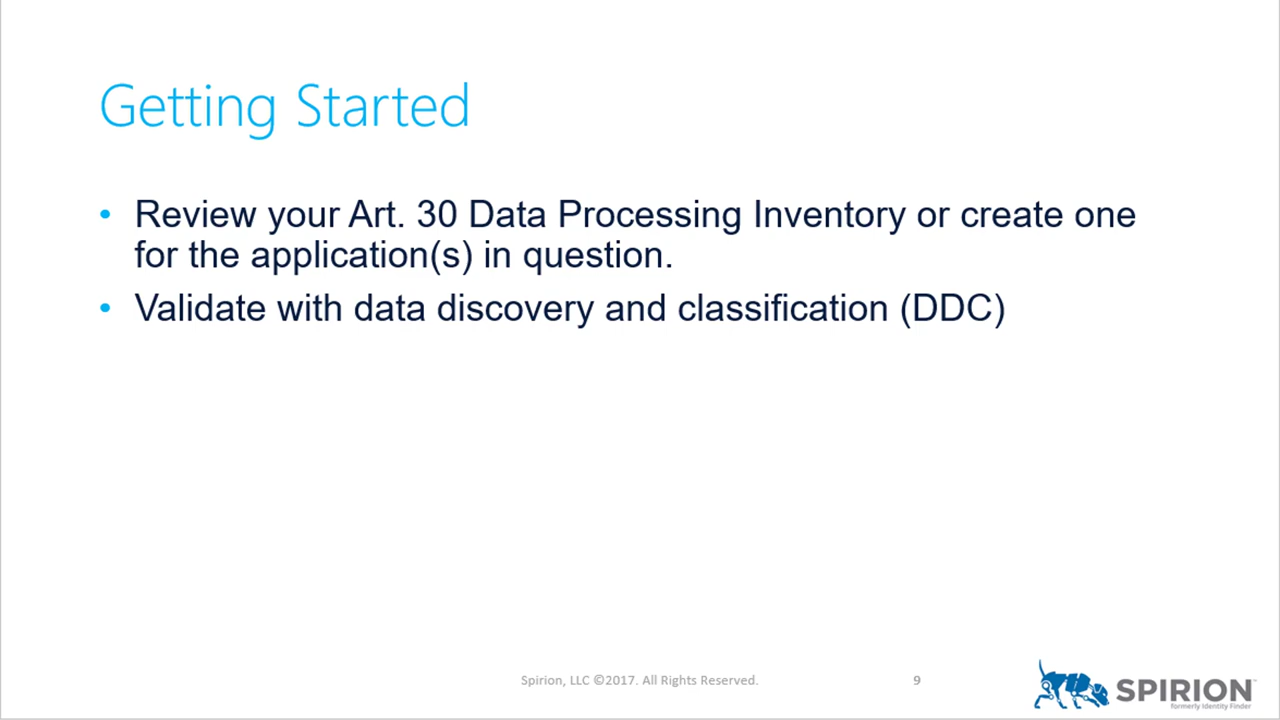 Getting Started
• Review your Art. 30 Data Processing Inventory or create one
for the application(s) in question.
• Validate with data discovery and classification (DDC)
Spirion, LLC ©2017. All Rights Reserved.
9
SPIRION™
formerly Identity Finder